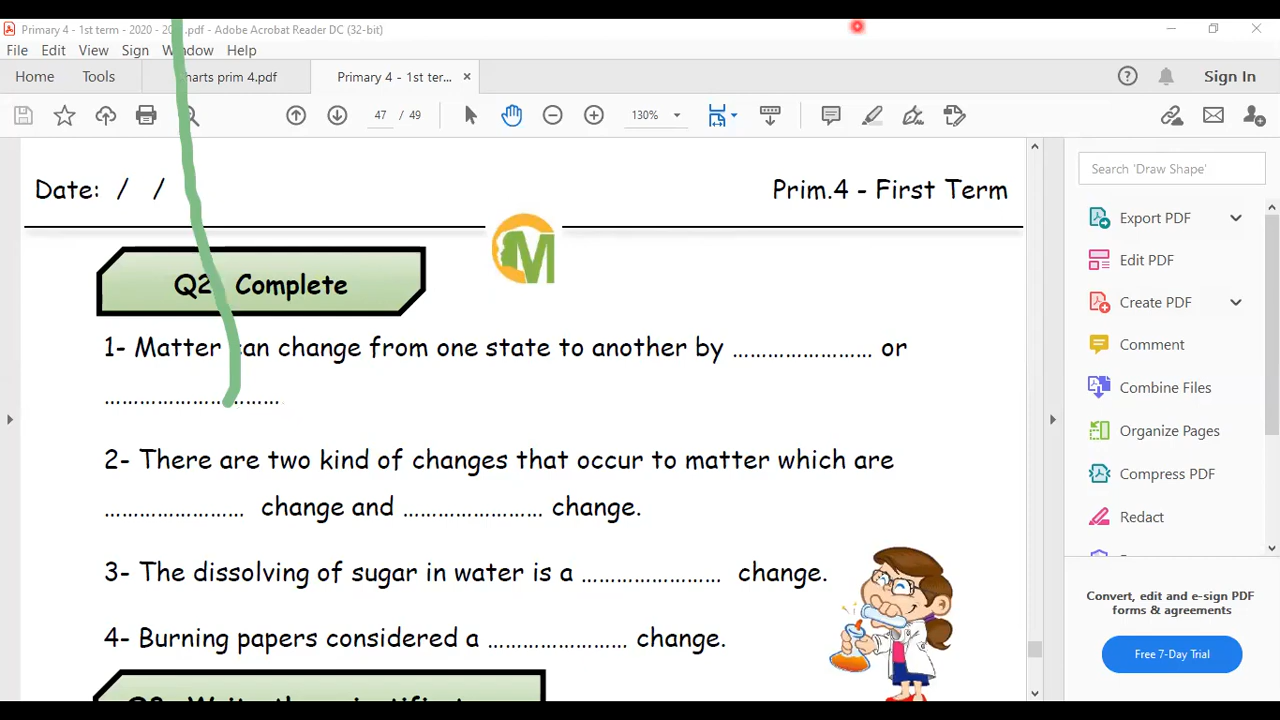 Primary 4 - 1st term - 2020 - 20 .pdf - Adobe Acrobat Reader DC (32-bit)
File Edit View Sign Window Help
Home Tools harts prim 4.pdf Primary 4 - 1st ter... ×
47 / 49 130%
Sign In
Search 'Draw Shape'
Export PDF
Edit PDF
Create PDF
Comment
Combine Files
Organize Pages
Compress PDF
Redact
Convert, edit and e-sign PDF
forms & agreements
Free 7-Day Trial
Date: / / Prim.4 - First Term
M
Q2 Complete
1- Matter can change from one state to another by …………………… or
…………………………
2- There are two kind of changes that occur to matter which are
…………………… change and …………………… change.
3- The dissolving of sugar in water is a …………………… change.
4- Burning papers considered a …………………… change.